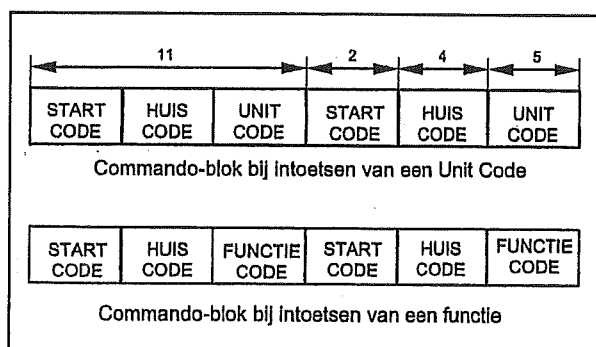 11 2 4 5
START HUIS UNIT START HUIS UNIT
CODE CODE CODE CODE CODE CODE
Commando-blok bij intoetsen van een Unit Code
START HUIS FUNCTIE START HUIS FUNCTIE
CODE CODE CODE CODE CODE CODE
Commando-blok bij intoetsen van een functie